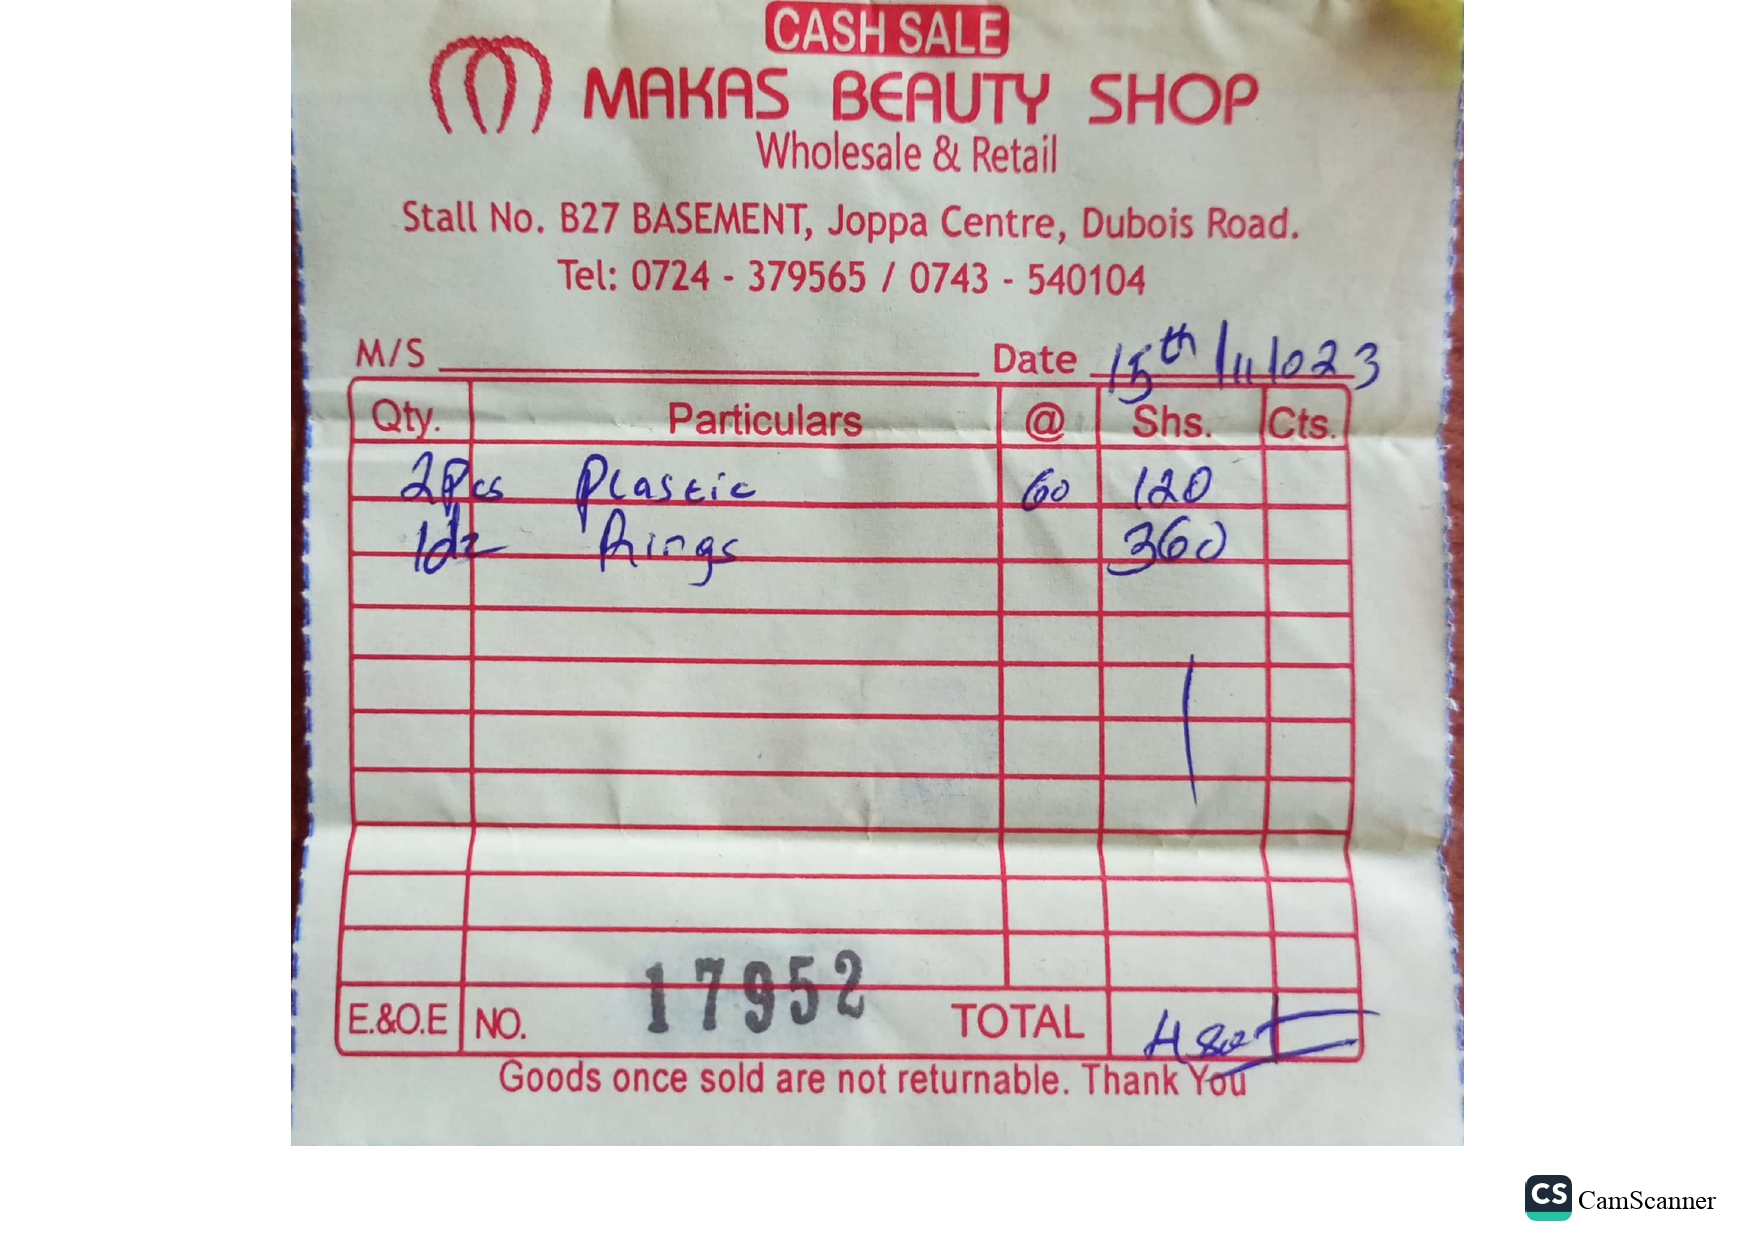 CASH SALE
MAKAS BEAUTY SHOP
Wholesale & Retail
Stall No. B27 BASEMENT, Joppa Centre, Dubois Road.
Tel: 0724 - 379565 / 0743 - 540104
M/S Date 15th/11/023
Qty. Particulars @ Shs. Cts.
2Pcs Plastic 60 120
1dz Rings 360
E.&O.E NO. 17952 TOTAL 480/=
Goods once sold are not returnable. Thank You
CS CamScanner